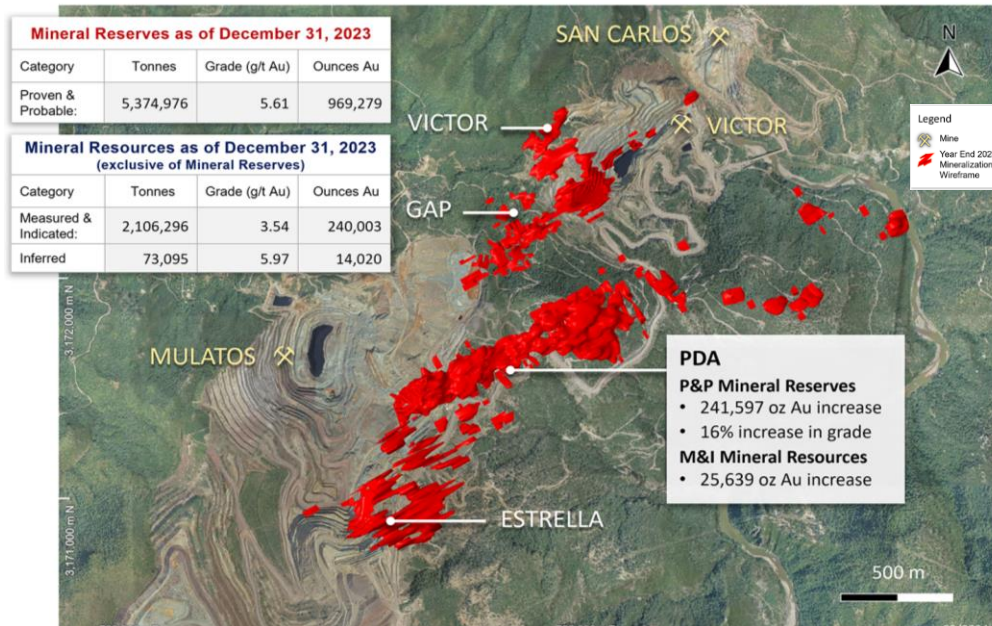 Mineral Reserves as of December 31, 2023
Category Tonnes Grade (g/t Au) Ounces Au
Proven & Probable: 5,374,976 5.61 969,279
Mineral Resources as of December 31, 2023
(exclusive of Mineral Reserves)
Category Tonnes Grade (g/t Au) Ounces Au
Measured & Indicated: 2,106,296 3.54 240,003
Inferred 73,095 5.97 14,020
SAN CARLOS
N
Legend
Mine
Year End 202
Mineralization
Wireframe
VICTOR
VICTOR
GAP
3,172,000 m N
MULATOS
PDA
P&P Mineral Reserves
• 241,597 oz Au increase
• 16% increase in grade
M&I Mineral Resources
• 25,639 oz Au increase
ESTRELLA
3,171,000 m N
500 m